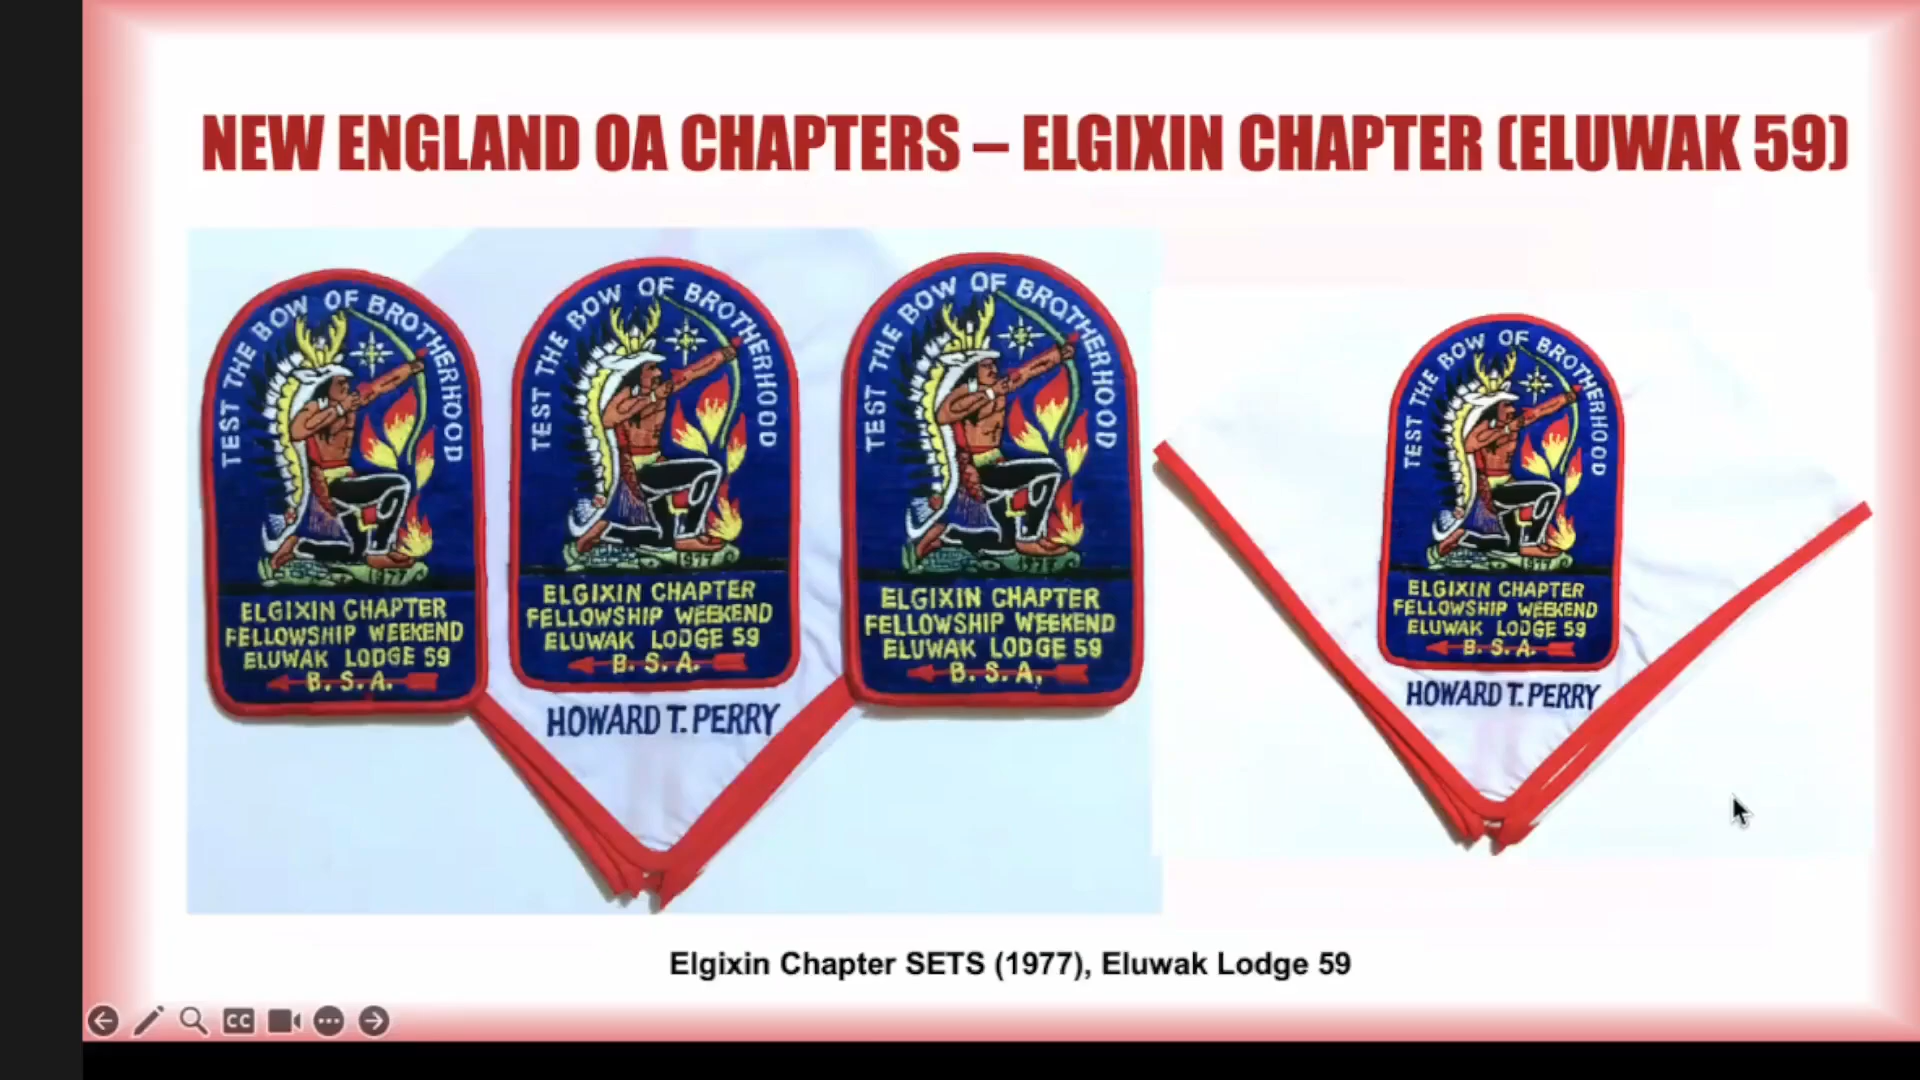 NEW ENGLAND OA CHAPTERS – ELGIXIN CHAPTER (ELUWAK 59)
TEST THE BOW OF BROTHERHOOD
1977
ELGIXIN CHAPTER
FELLOWSHIP WEEKEND
ELUWAK LODGE 59
B. S. A.
TEST THE BOW OF BROTHERHOOD
1977
ELGIXIN CHAPTER
FELLOWSHIP WEEKEND
ELUWAK LODGE 59
B. S. A.
HOWARD T. PERRY
TEST THE BOW OF BROTHERHOOD
ELGIXIN CHAPTER
FELLOWSHIP WEEKEND
ELUWAK LODGE 59
B. S. A.
TEST THE BOW OF BROTHERHOOD
1977
ELGIXIN CHAPTER
FELLOWSHIP WEEKEND
ELUWAK LODGE 59
B. S. A.
HOWARD T. PERRY
Elgixin Chapter SETS (1977), Eluwak Lodge 59
CC